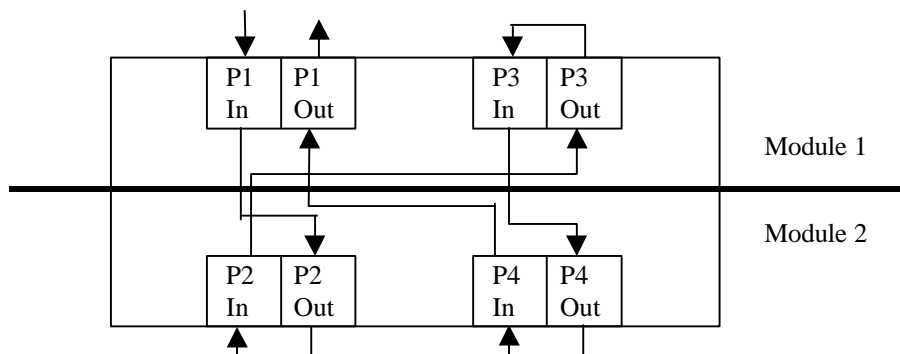 P1 P1 P3 P3
In Out In Out
Module 1
Module 2
P2 P2 P4 P4
In Out In Out